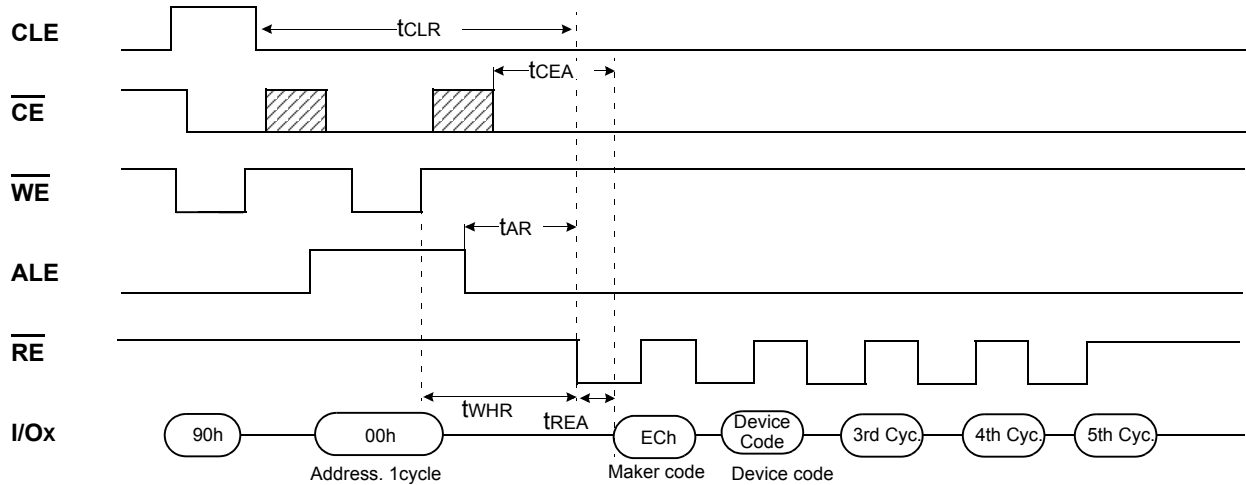 CLE
tCLR
tCEA
CE
WE
tAR
ALE
RE
tWHR
tREA
I/Ox
90h
00h
ECh
Device
Code
3rd Cyc.
4th Cyc.
5th Cyc.
Address. 1cycle
Maker code
Device code